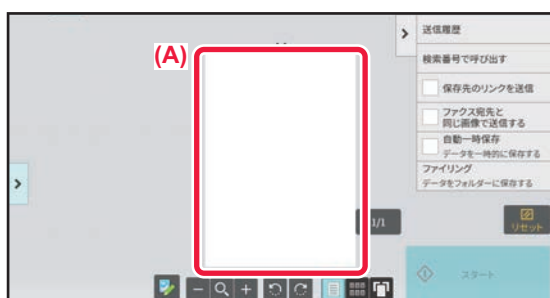 (A)
送信履歴
検索番号で呼び出す
保存先のリンクを送信
ファクス宛先と
同じ画像で送信する
自動一時保存
データを一時的に保存する
ファイリング
データをフォルダーに保存する
1/1
リセット
スタート